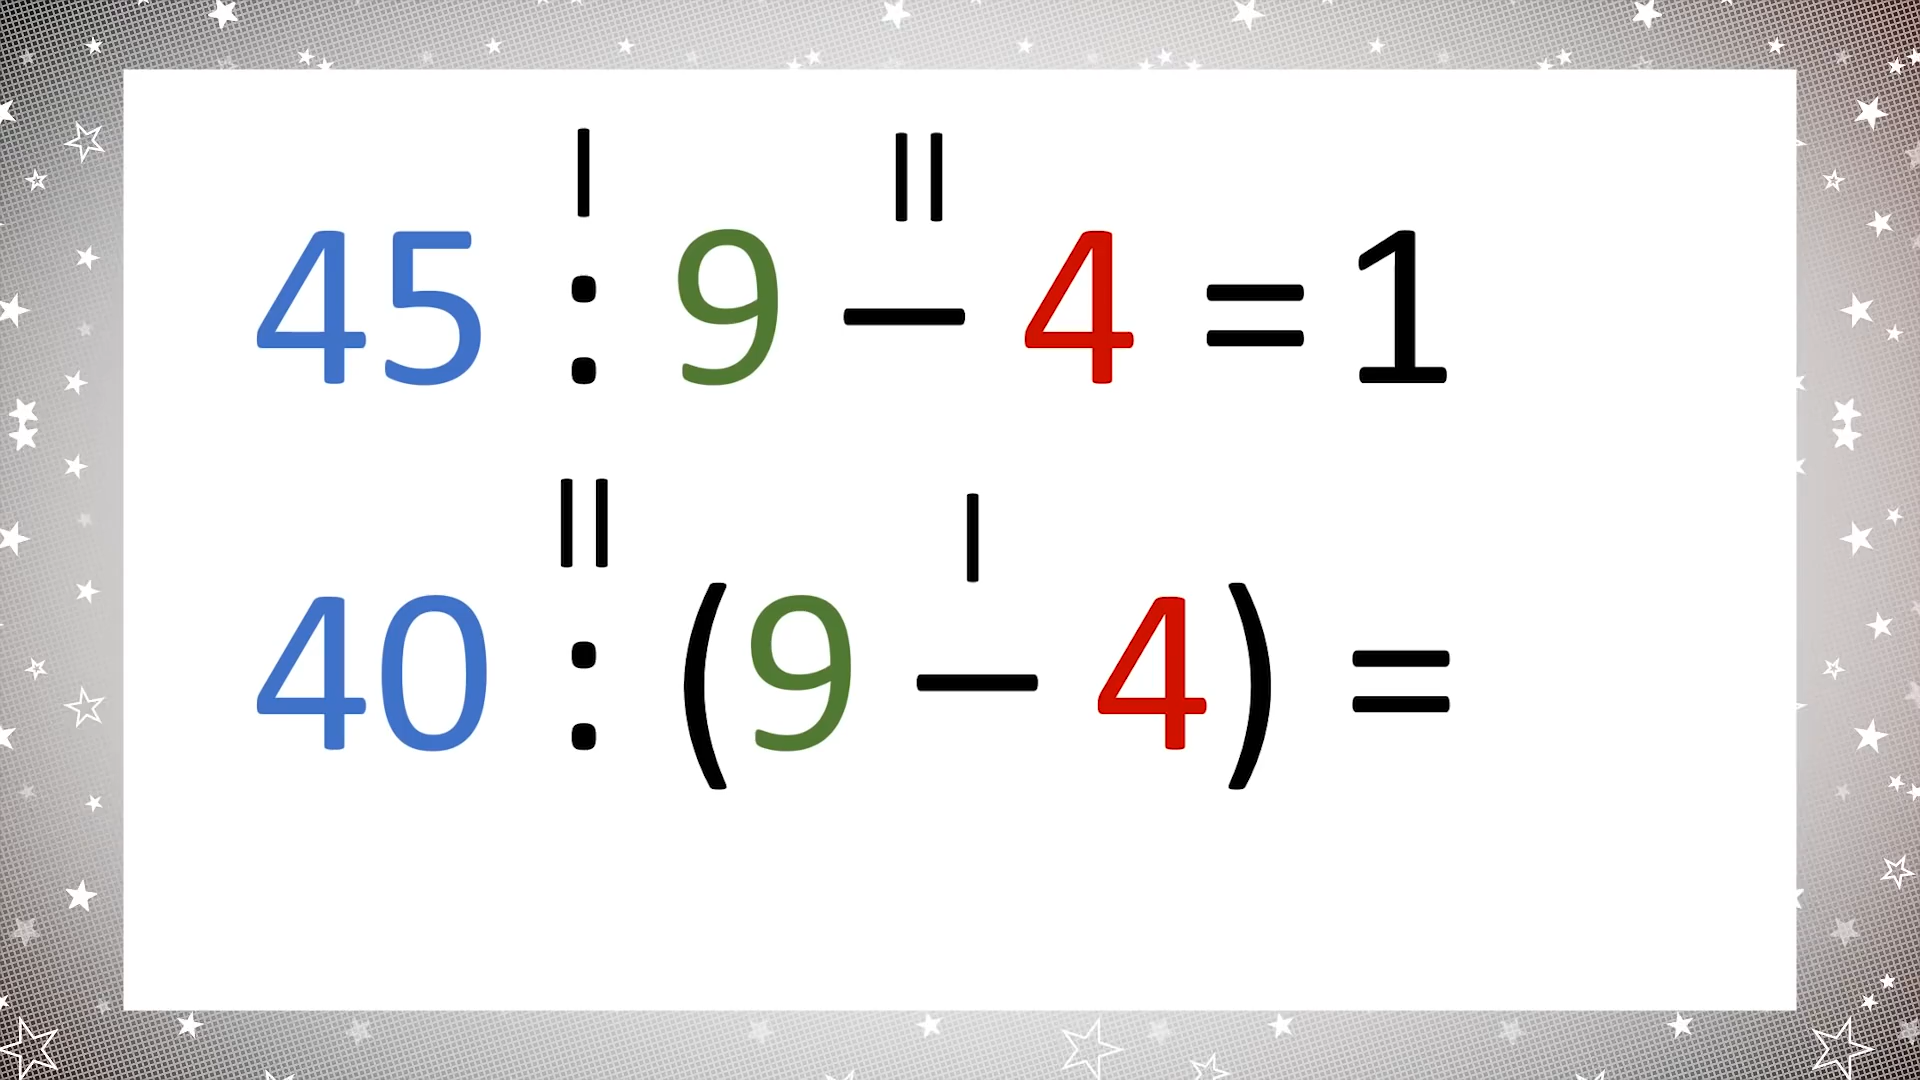 I II
45 : 9 – 4 = 1
II I
40 : (9 – 4) =